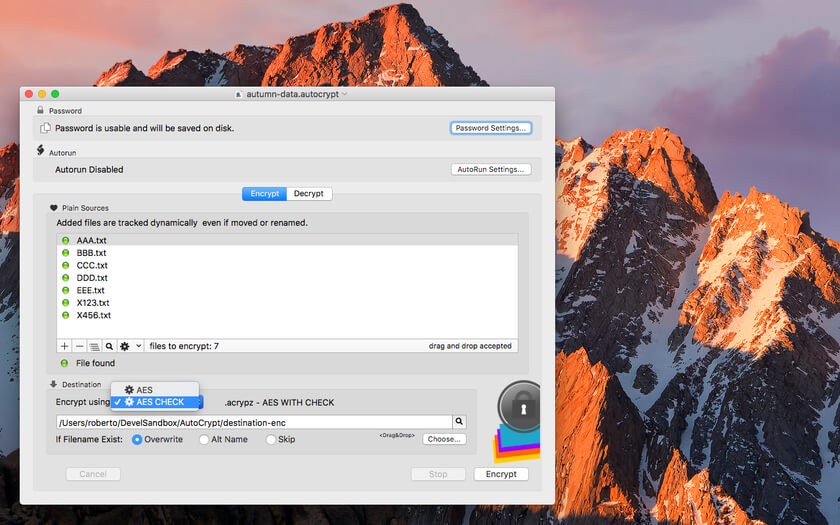 autumn-data.autocrypt
Password
Password is usable and will be saved on disk.
Password Settings...
Autorun
Autorun Disabled
AutoRun Settings...
Encrypt
Decrypt
Plain Sources
Added files are tracked dynamically even if moved or renamed.
AAA.txt
BBB.txt
CCC.txt
DDD.txt
EEE.txt
X123.txt
X456.txt
files to encrypt: 7
drag and drop accepted
File found
Destination
AES
Encrypt using
AES CHECK
.acrypz - AES WITH CHECK
/Users/roberto/DevelSandbox/AutoCrypt/destination-enc
If Filename Exist:
Overwrite
Alt Name
Skip
<Drag&Drop>
Choose...
Cancel
Stop
Encrypt